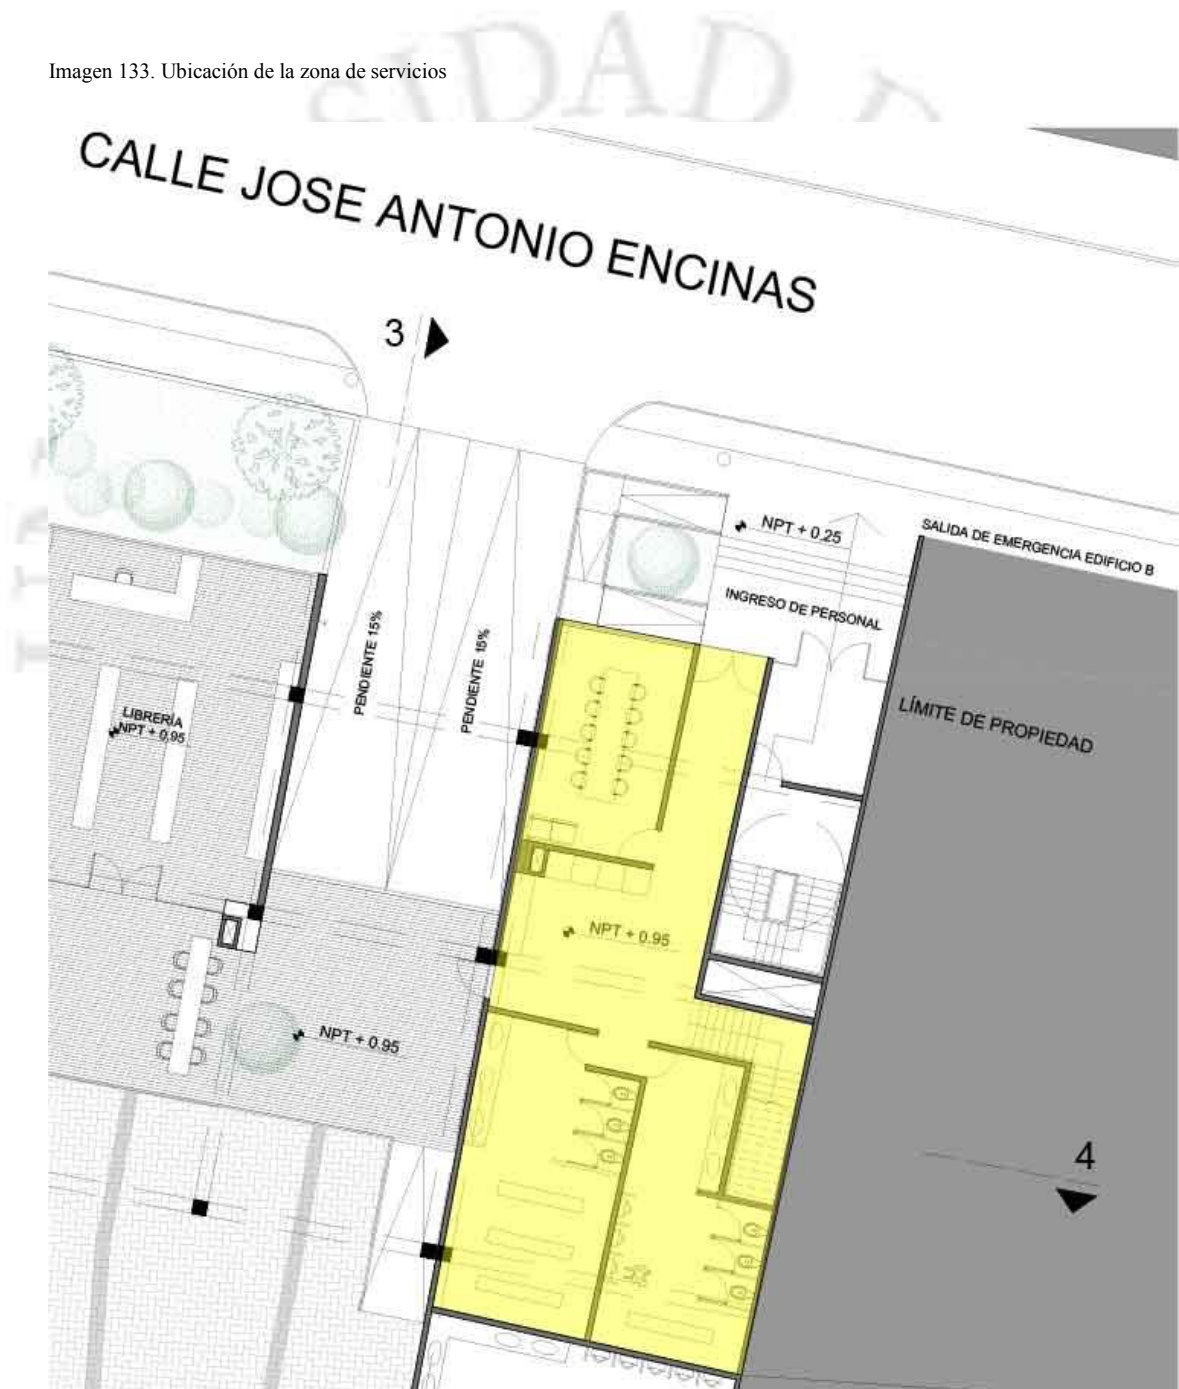 SIDAD D
Imagen 133. Ubicación de la zona de servicios
CALLE JOSE ANTONIO ENCINAS
3
NPT + 0.25
SALIDA DE EMERGENCIA EDIFICIO B
INGRESO DE PERSONAL
PENDIENTE 15%
PENDIENTE 15%
LIBRERÍA
NPT + 0.95
LÍMITE DE PROPIEDAD
NPT + 0.95
NPT + 0.95
4